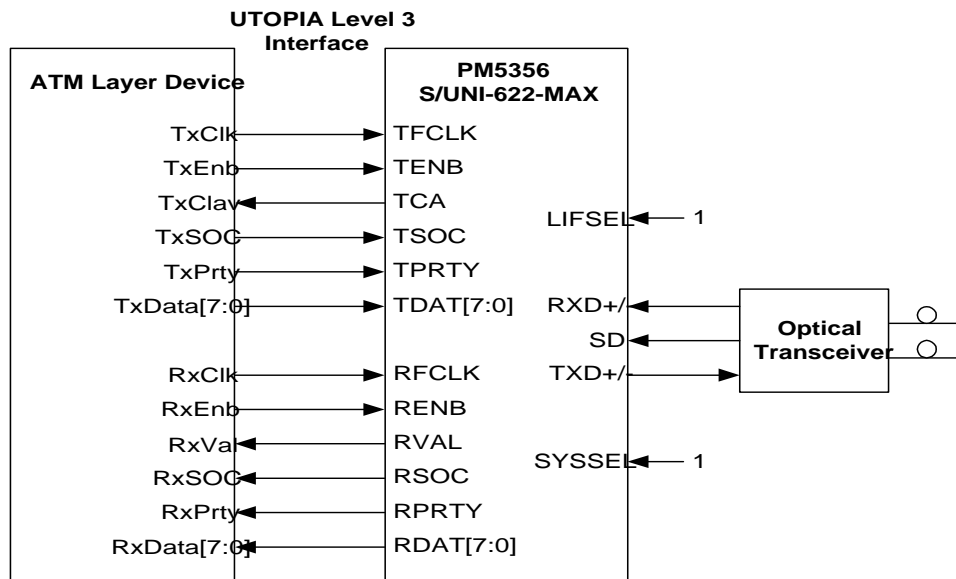 UTOPIA Level 3
Interface
ATM Layer Device
PM5356
S/UNI-622-MAX
TxClk
TFCLK
TxEnb
TENB
TxClav
TCA
LIFSEL
1
TxSOC
TSOC
TxPrty
TPRTY
TxData[7:0]
TDAT[7:0]
RXD+/
SD
Optical
Transceiver
RxClk
RFCLK
TXD+/-
RxEnb
RENB
RxVal
RVAL
SYSSEL
1
RxSOC
RSOC
RxPrty
RPRTY
RxData[7:0]
RDAT[7:0]